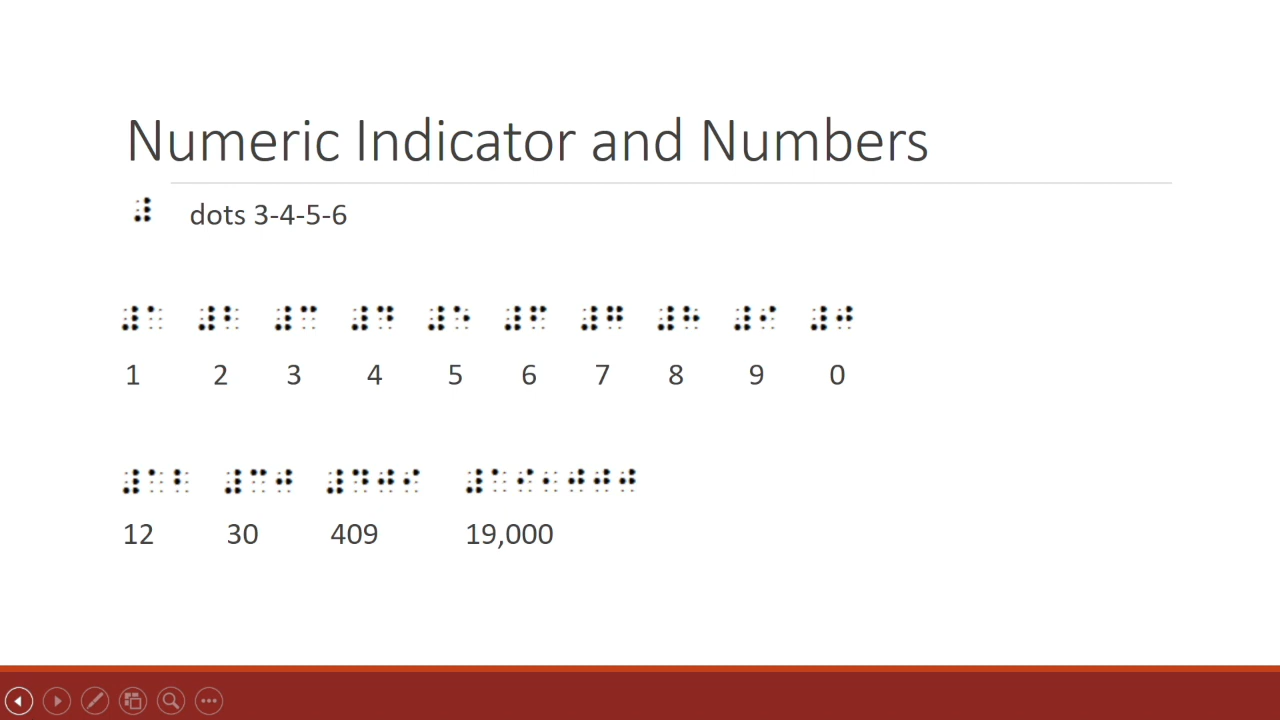 Numeric Indicator and Numbers
⠼ dots 3-4-5-6
⠼⠁ ⠼⠃ ⠼⠉ ⠼⠙ ⠼⠑ ⠼⠋ ⠼⠛ ⠼⠓ ⠼⠊ ⠼⠚
1 2 3 4 5 6 7 8 9 0
⠼⠁⠃ ⠼⠉⠚ ⠼⠙⠚⠊ ⠼⠁⠊⠂⠚⠚⠚
12 30 409 19,000